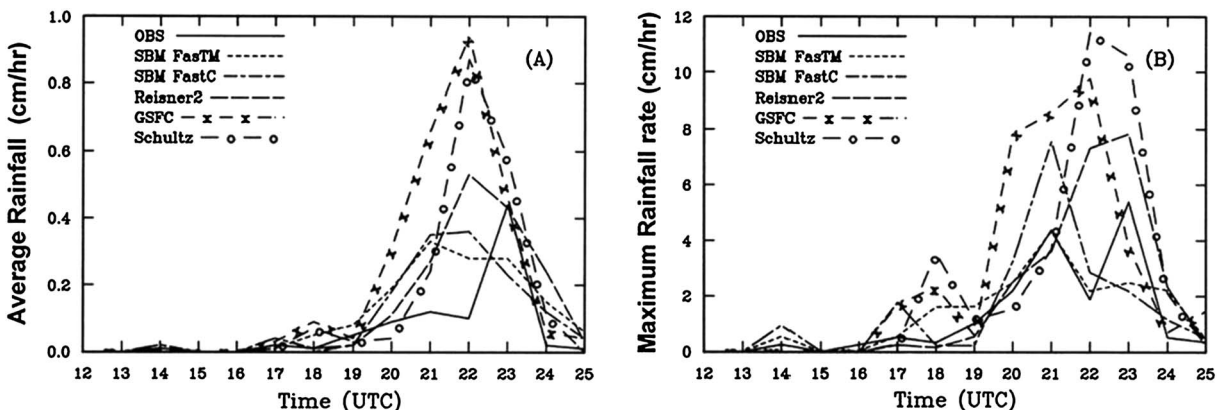 Average Rainfall (cm/hr)
1.0
0.8
0.6
0.4
0.2
0.0
OBS
SBM FasTM
SBM FastC
Reisner2
GSFC
Schultz
(A)
12 13 14 15 16 17 18 19 20 21 22 23 24 25
Time (UTC)
Maximum Rainfall rate (cm/hr)
12
10
8
6
4
2
0
OBS
SBM FasTM
SBM FastC
Reisner2
GSFC
Schultz
(B)
12 13 14 15 16 17 18 19 20 21 22 23 24 25
Time (UTC)